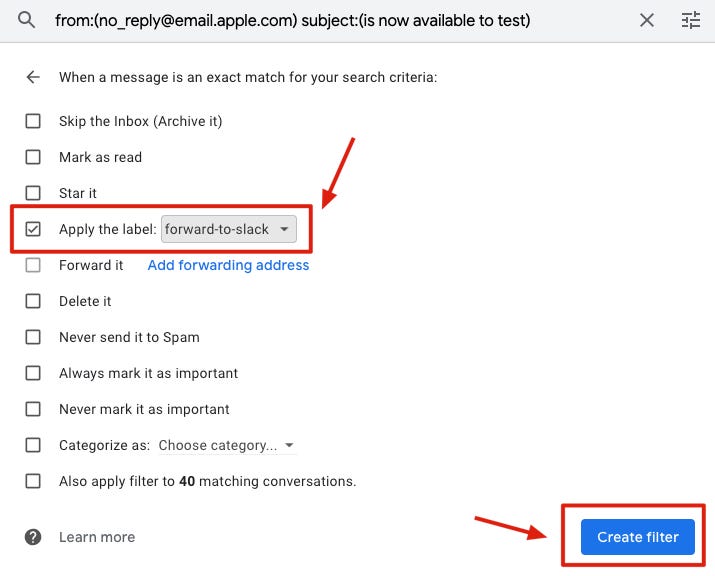 from:(no_reply@email.apple.com) subject:(is now available to test)
When a message is an exact match for your search criteria:
Skip the Inbox (Archive it)
Mark as read
Star it
Apply the label: forward-to-slack
Forward it Add forwarding address
Delete it
Never send it to Spam
Always mark it as important
Never mark it as important
Categorize as: Choose category...
Also apply filter to 40 matching conversations.
? Learn more
Create filter